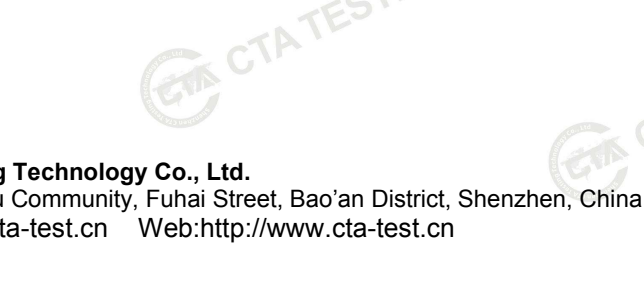 CTA TEST
g Technology Co., Ltd.
u Community, Fuhai Street, Bao’an District, Shenzhen, China
ta-test.cn Web:http://www.cta-test.cn